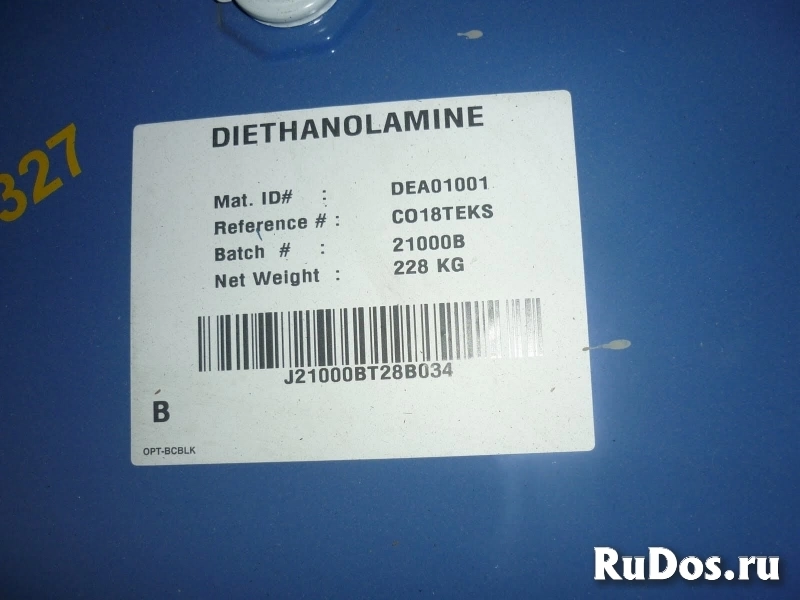 DIETHANOLAMINE
327
Mat. ID# : DEA01001
Reference # : CO18TEKS
Batch # : 21000B
Net Weight : 228 KG
J21000BT28B034
B
OPT-BCBLK
RuDos.ru